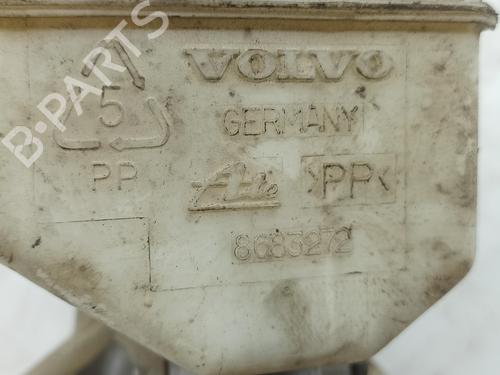 VOLVO
B-PARTS
5
GERMANY
PP
Ate
>PP<
8683272